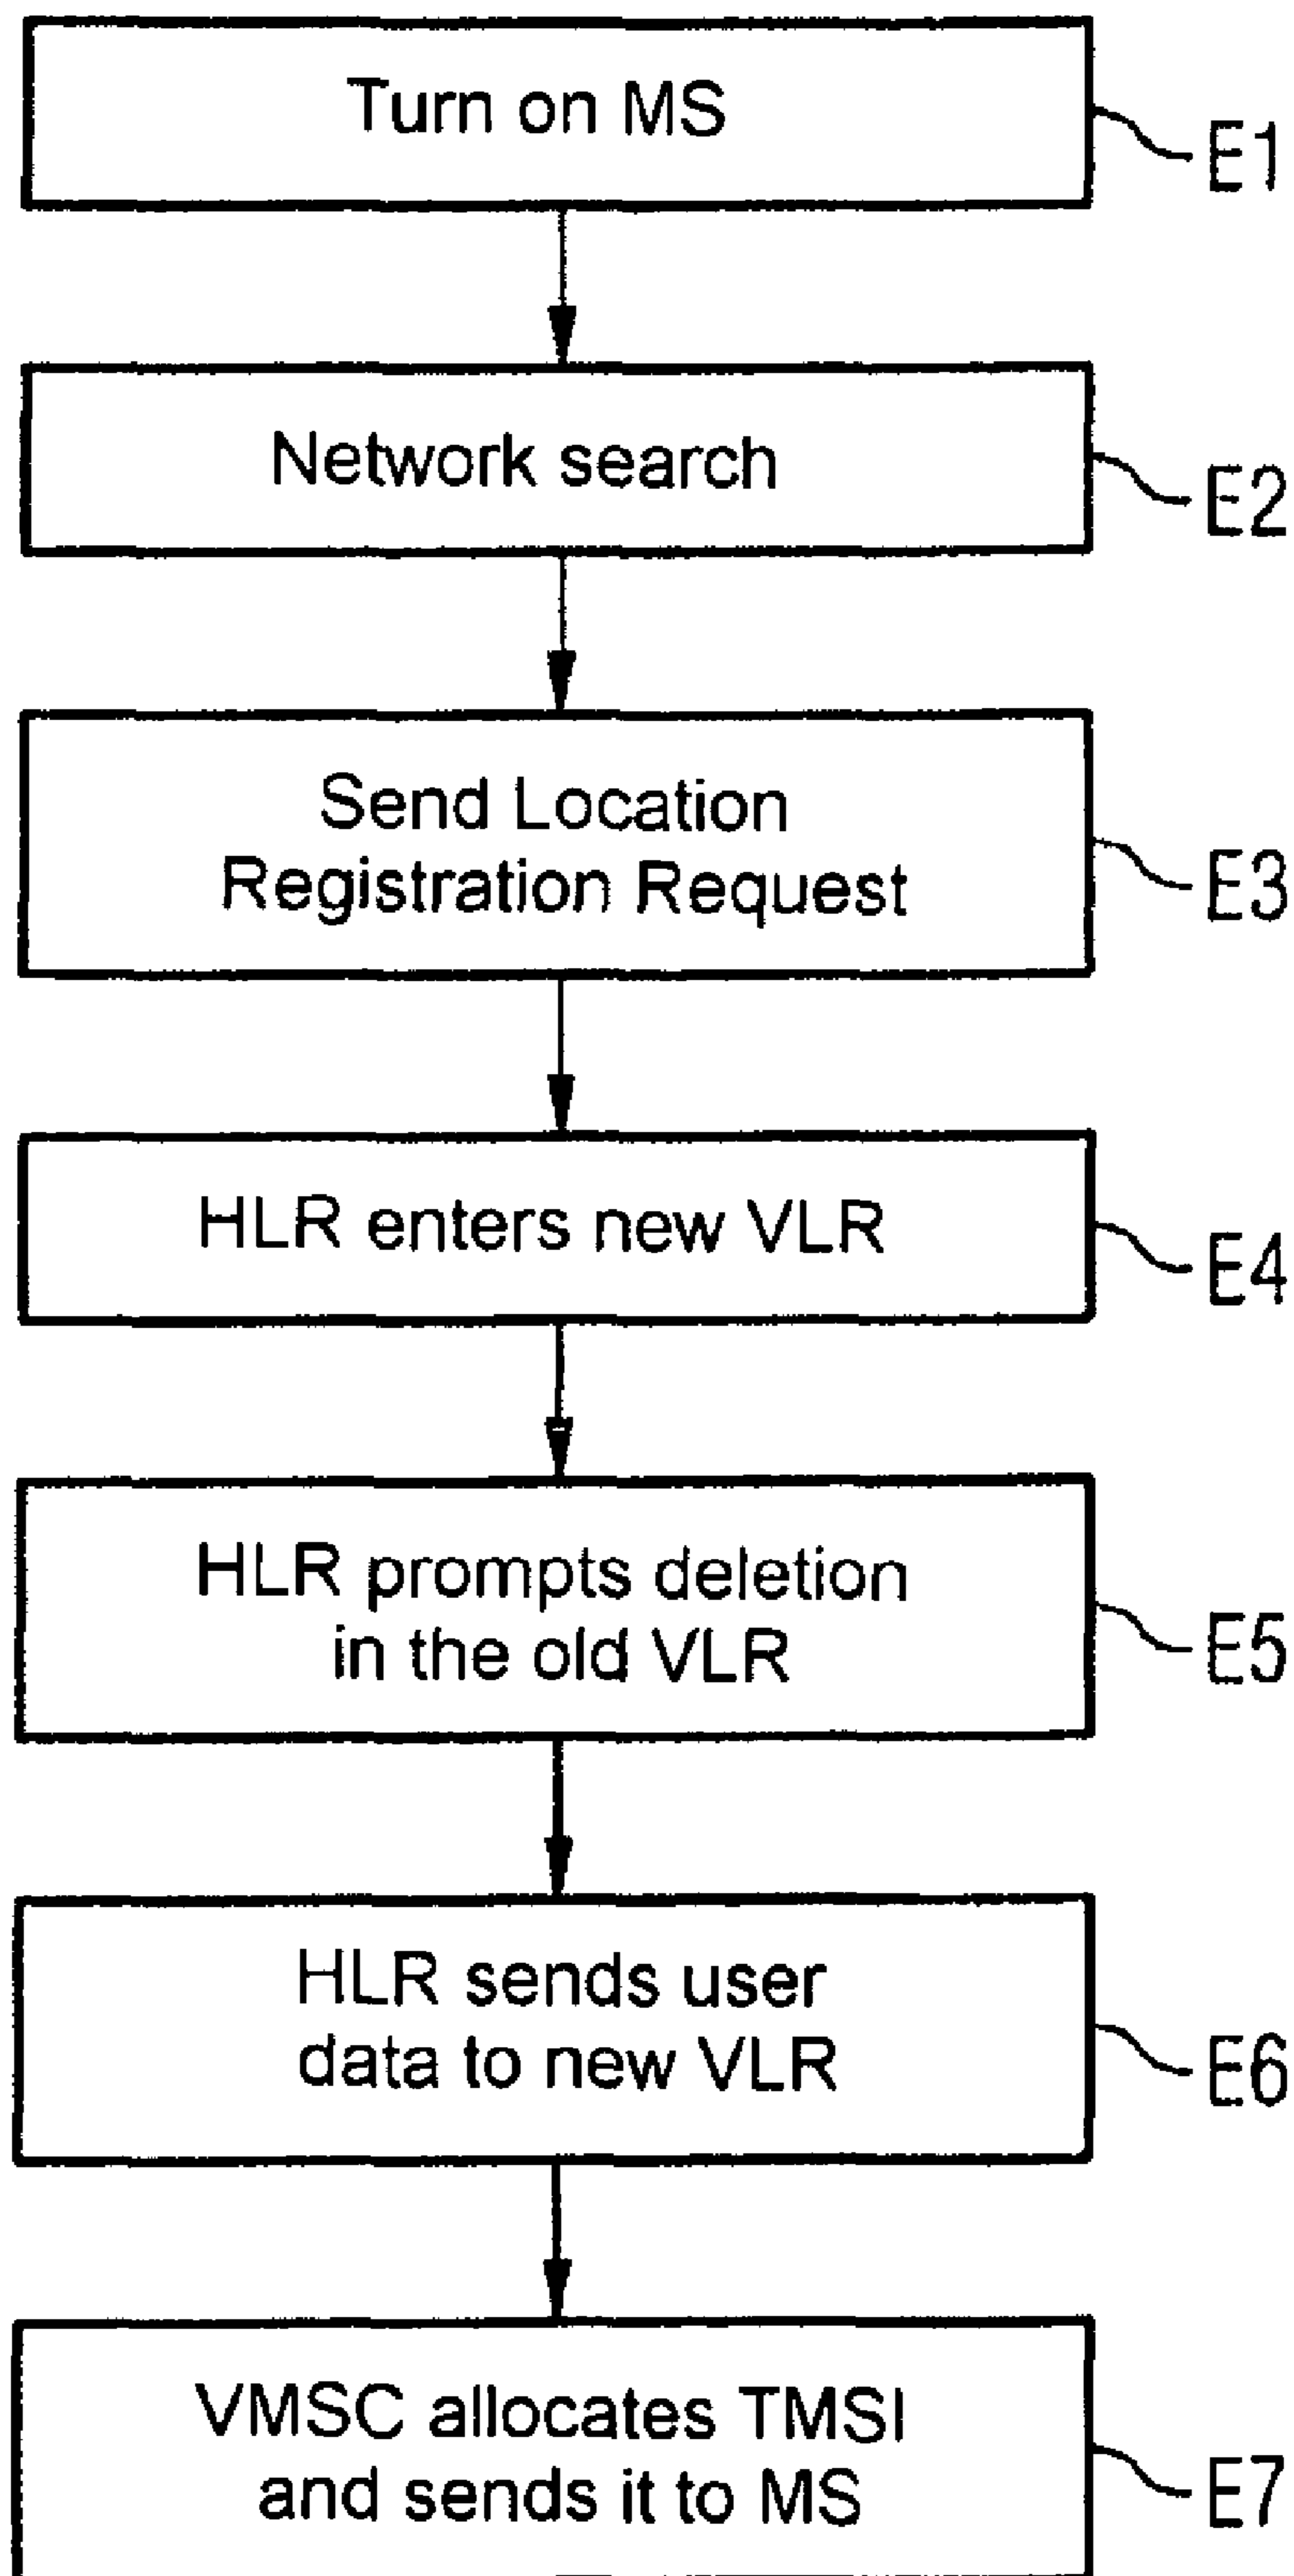 Turn on MS
E1
Network search
E2
Send Location
Registration Request
E3
HLR enters new VLR
E4
HLR prompts deletion
in the old VLR
E5
HLR sends user
data to new VLR
E6
VMSC allocates TMSI
and sends it to MS
E7